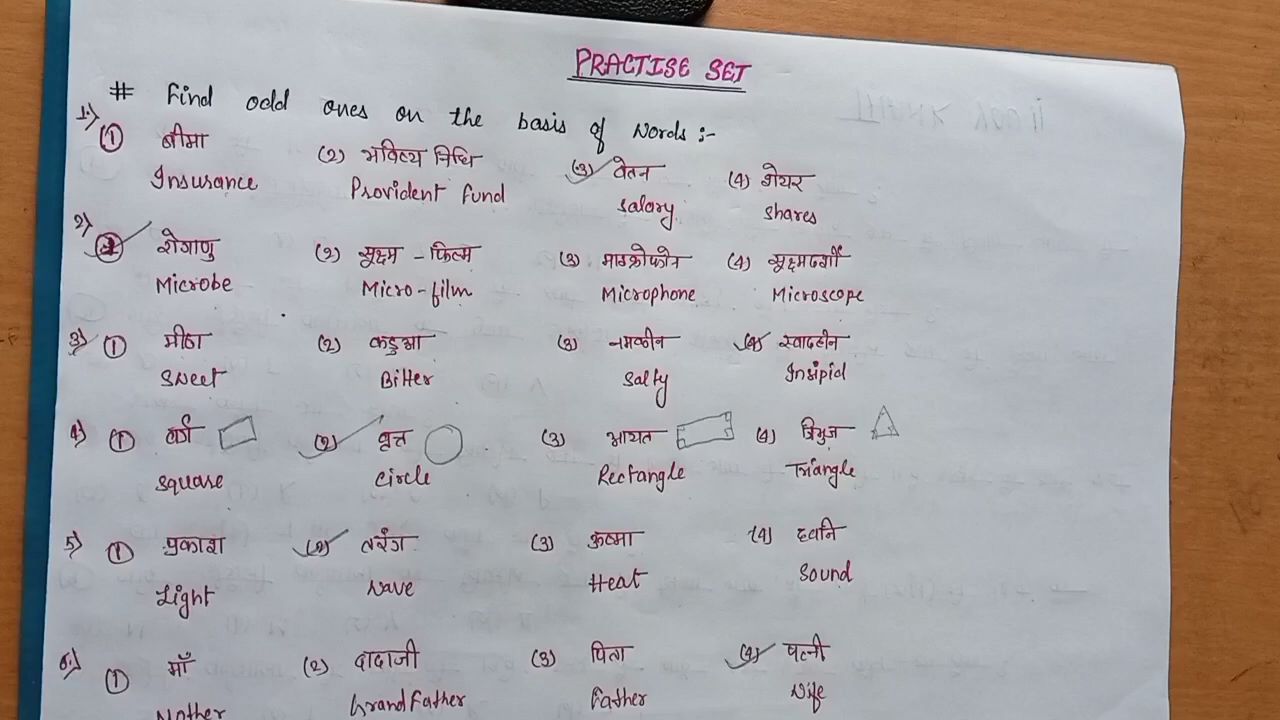 PRACTISE SET
# Find odd ones on the basis of words :-
1.) (1) बीमा (2) भविष्य निधि (3) वेतन (4) शेयर
Insurance Provident fund Salary Shares
2) (1) रोगाणु (2) सूक्ष्म - फिल्म (3) माइक्रोफोन (4) सूक्ष्मदर्शी
Microbe Micro-film Microphone Microscope
3) (1) मीठा (2) कड़ुआ (3) नमकीन (4) स्वादहीन
Sweet Bitter Salty Insipid
4) (1) वर्ग (2) वृत्त (3) आयत (4) त्रिभुज
Square Circle Rectangle Triangle
5) (1) प्रकाश (2) तरंग (3) ऊष्मा (4) ध्वनि
Light Wave Heat Sound
6.) (1) माँ (2) दादाजी (3) पिता (4) पत्नी
Mother Grandfather Father Wife